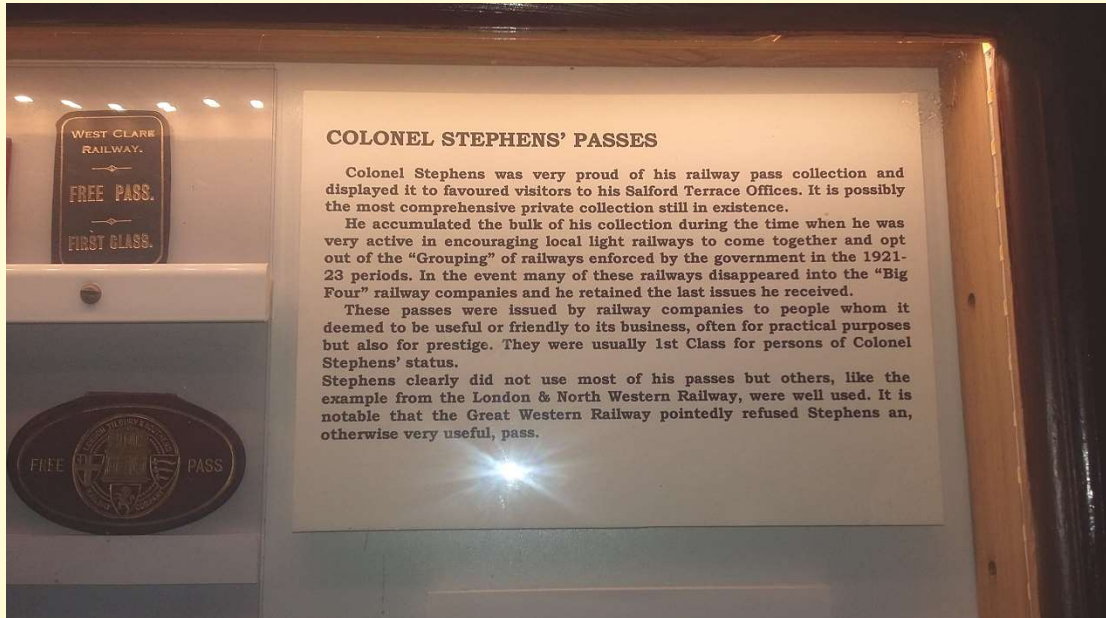 WEST CLARE
RAILWAY.
FREE PASS.
FIRST CLASS.
FREE
PASS
COLONEL STEPHENS' PASSES
Colonel Stephens was very proud of his railway pass collection and
displayed it to favoured visitors to his Salford Terrace Offices. It is possibly
the most comprehensive private collection still in existence.
He accumulated the bulk of his collection during the time when he was
very active in encouraging local light railways to come together and opt
out of the “Grouping” of railways enforced by the government in the 1921-
23 periods. In the event many of these railways disappeared into the “Big
Four” railway companies and he retained the last issues he received.
These passes were issued by railway companies to people whom it
deemed to be useful or friendly to its business, often for practical purposes
but also for prestige. They were usually 1st Class for persons of Colonel
Stephens' status.
Stephens clearly did not use most of his passes but others, like the
example from the London & North Western Railway, were well used. It is
notable that the Great Western Railway pointedly refused Stephens an,
otherwise very useful, pass.